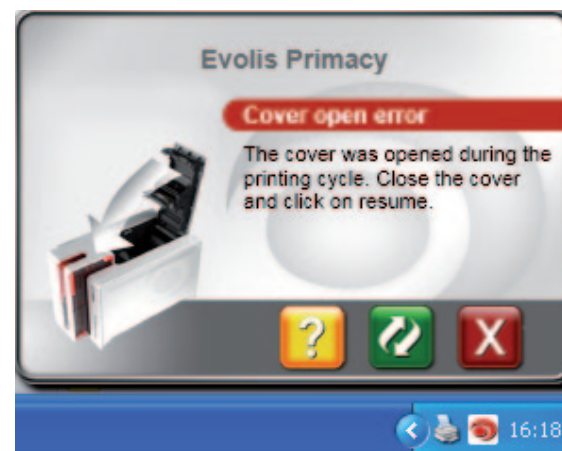 Evolis Primacy
Cover open error
The cover was opened during the
printing cycle. Close the cover
and click on resume.
?
X
16:18